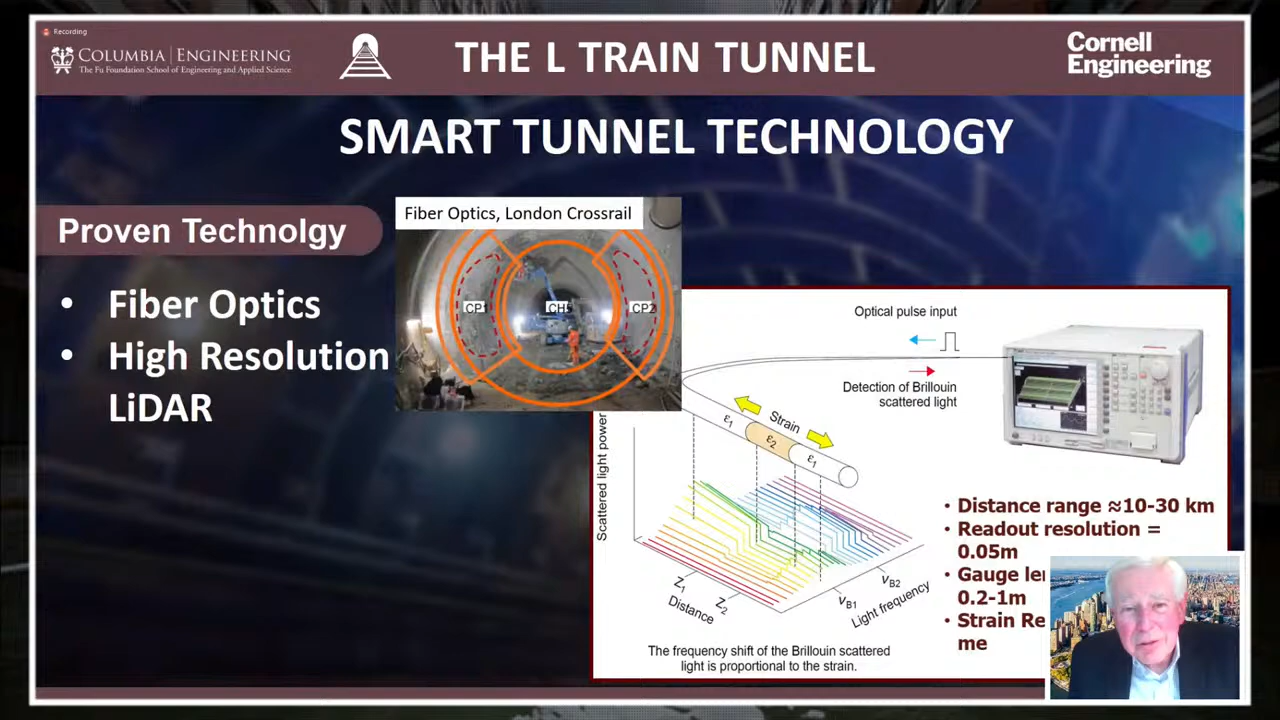 Recording
COLUMBIA | ENGINEERING
The Fu Foundation School of Engineering and Applied Science
THE L TRAIN TUNNEL
Cornell
Engineering
SMART TUNNEL TECHNOLOGY
Proven Technolgy
• Fiber Optics
• High Resolution
LiDAR
Fiber Optics, London Crossrail
CP1
CH5
CP2
Optical pulse input
Detection of Brillouin
scattered light
Strain
ε1
ε2
ε1
Scattered light power
Z1
Z2
Distance
νB1
νB2
Light frequency
The frequency shift of the Brillouin scattered
light is proportional to the strain.
• Distance range ≈10-30 km
• Readout resolution =
0.05m
• Gauge
0.2-1m
• Strain
me